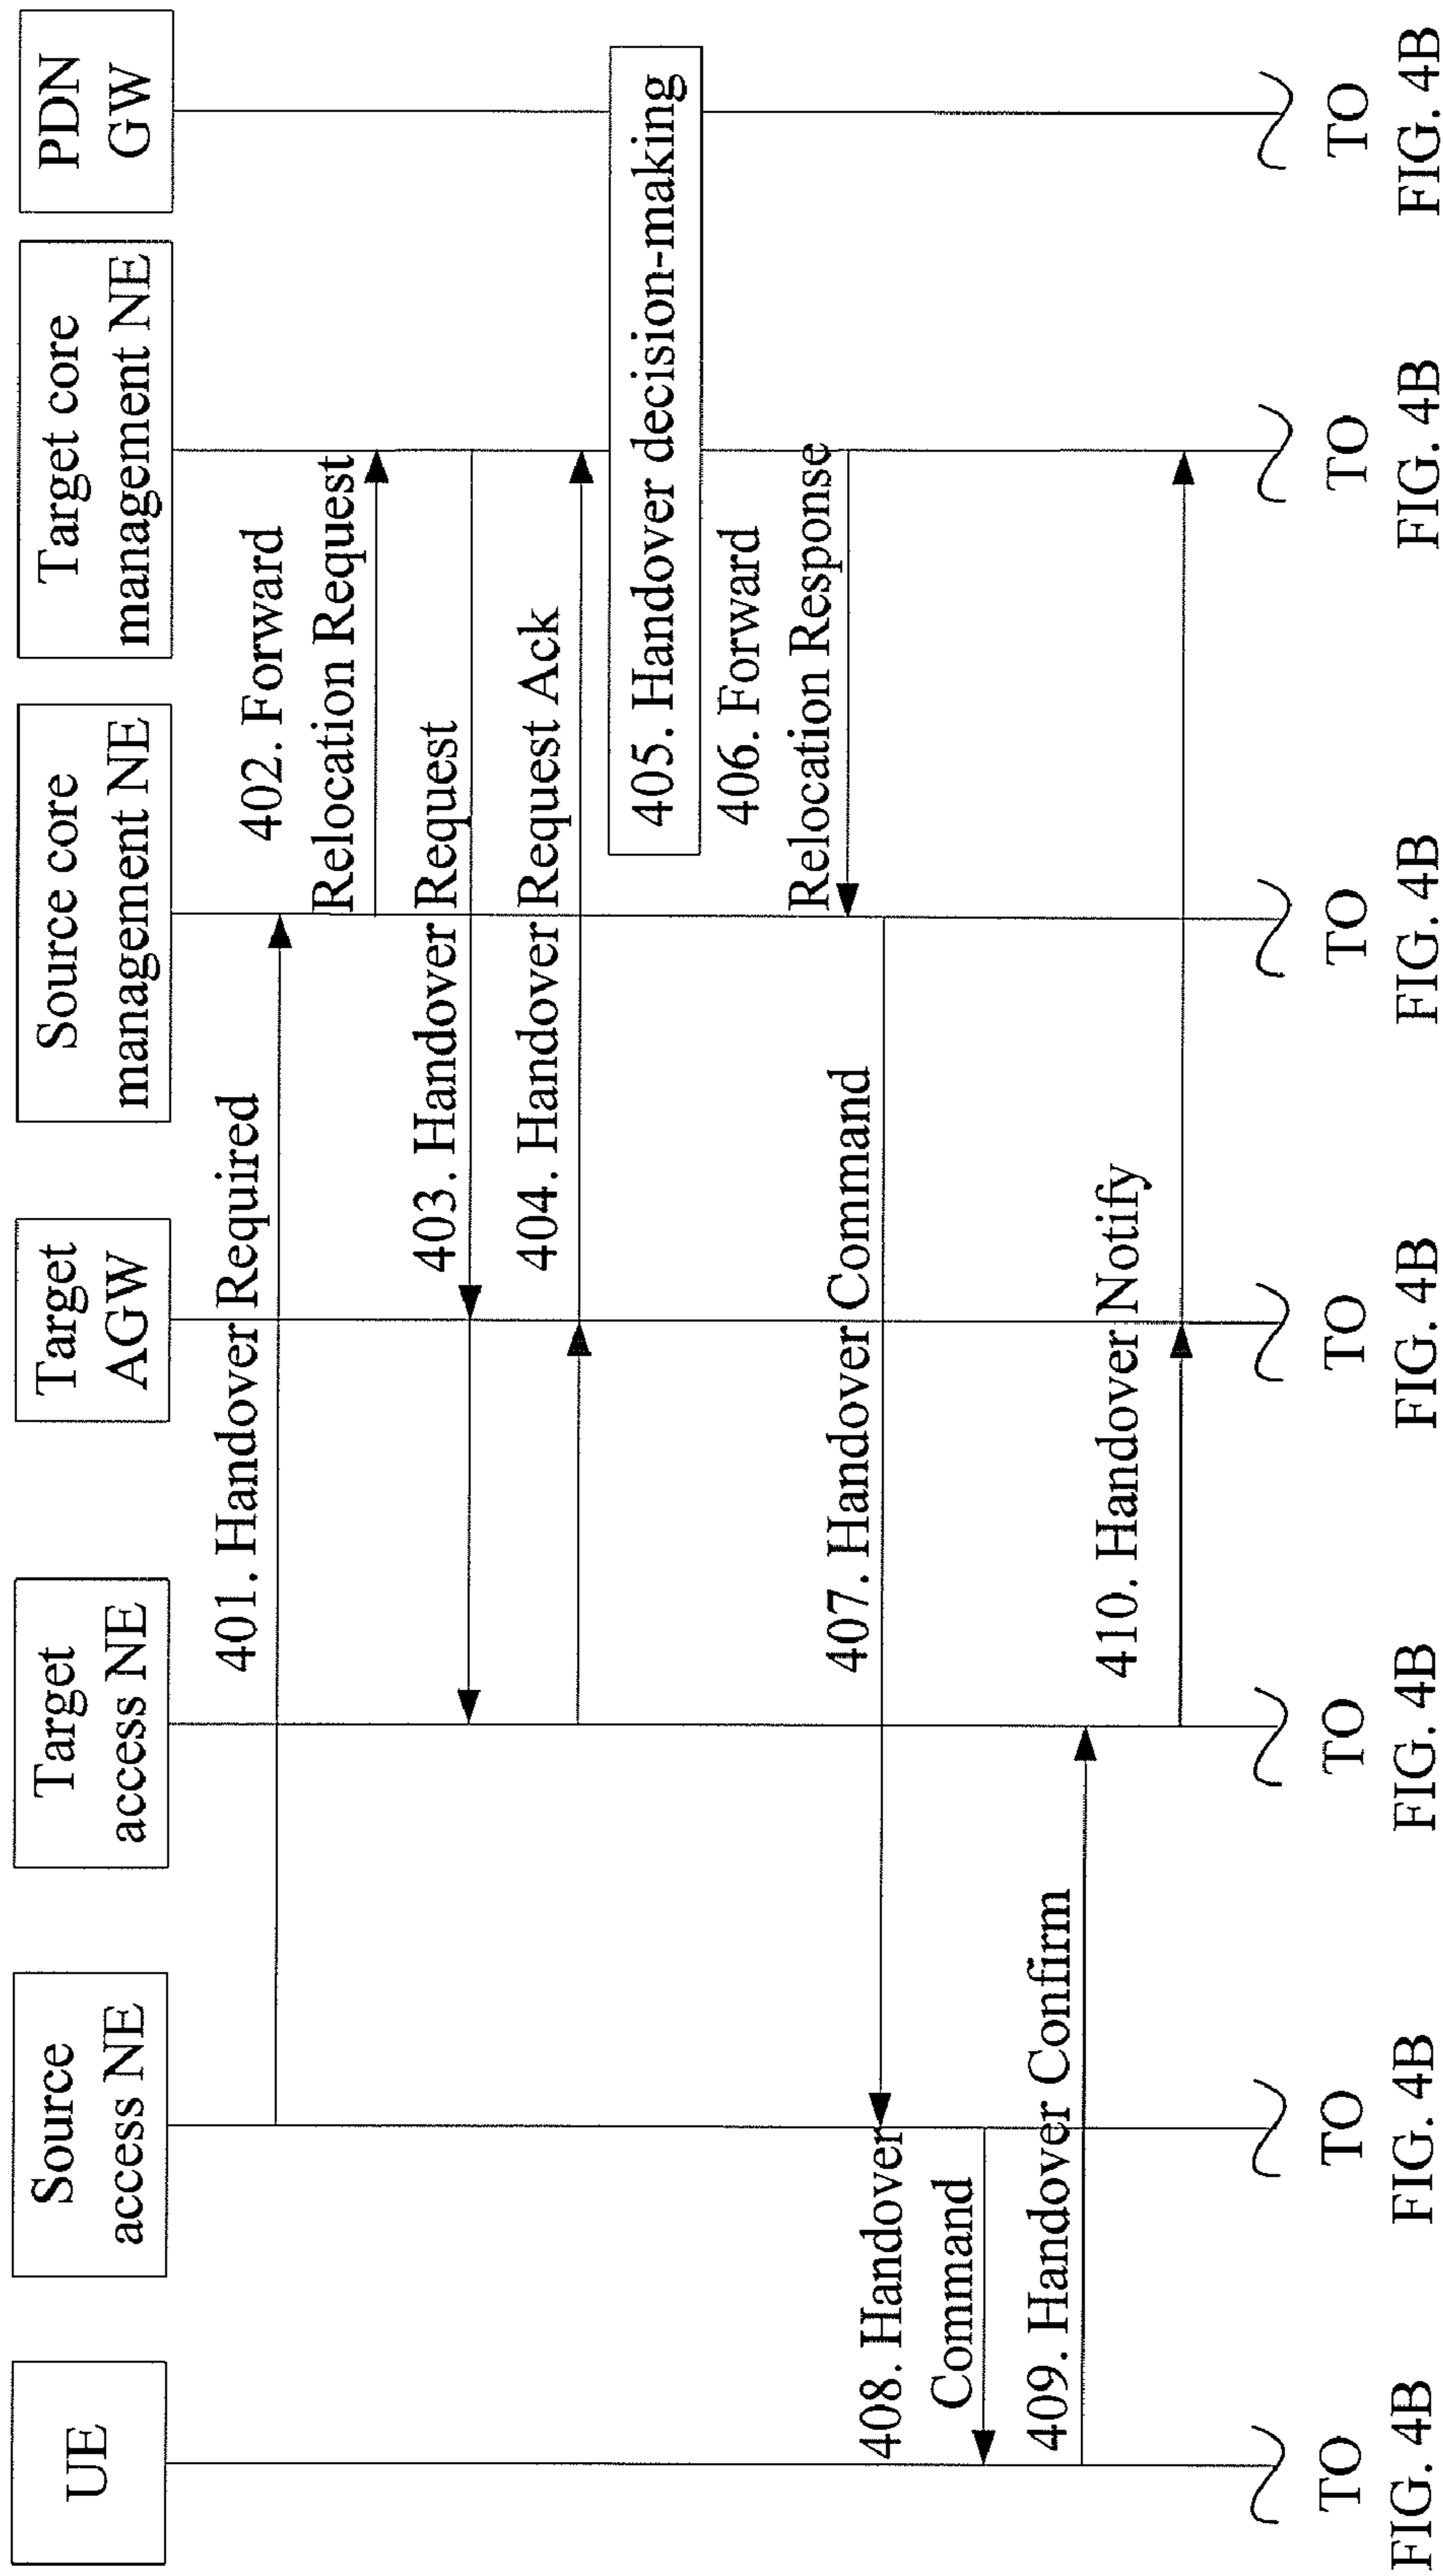 UE
Source
access NE
Target
access NE
Target
AGW
Source core
management NE
Target core
management NE
PDN
GW
401. Handover Required
402. Forward
Relocation Request
403. Handover Request
404. Handover Request Ack
405. Handover decision-making
406. Forward
Relocation Response
407. Handover Command
408. Handover
Command
409. Handover Confirm
410. Handover Notify
TO
FIG. 4B
TO
FIG. 4B
TO
FIG. 4B
TO
FIG. 4B
TO
FIG. 4B
TO
FIG. 4B
TO
FIG. 4B